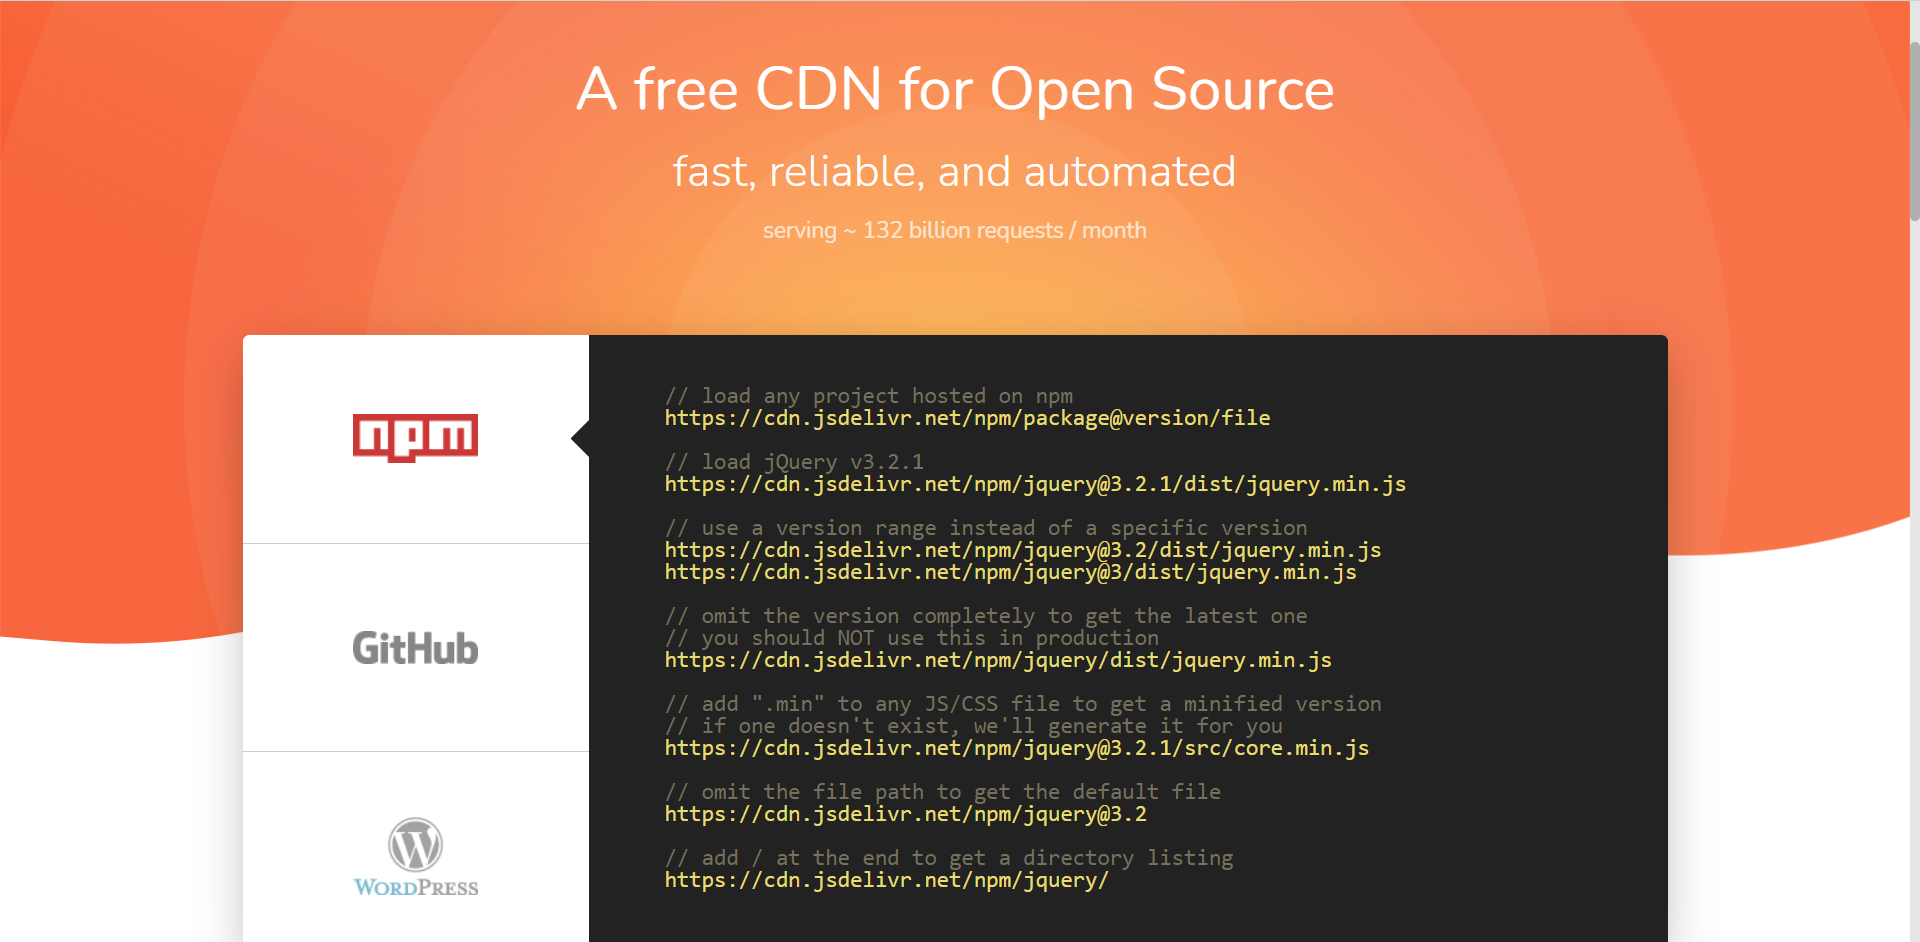 A free CDN for Open Source
fast, reliable, and automated
serving ~ 132 billion requests / month
npm
GitHub
WORDPRESS
// load any project hosted on npm
https://cdn.jsdelivr.net/npm/package@version/file
// load jQuery v3.2.1
https://cdn.jsdelivr.net/npm/jquery@3.2.1/dist/jquery.min.js
// use a version range instead of a specific version
https://cdn.jsdelivr.net/npm/jquery@3.2/dist/jquery.min.js
https://cdn.jsdelivr.net/npm/jquery@3/dist/jquery.min.js
// omit the version completely to get the latest one
// you should NOT use this in production
https://cdn.jsdelivr.net/npm/jquery/dist/jquery.min.js
// add ".min" to any JS/CSS file to get a minified version
// if one doesn't exist, we'll generate it for you
https://cdn.jsdelivr.net/npm/jquery@3.2.1/src/core.min.js
// omit the file path to get the default file
https://cdn.jsdelivr.net/npm/jquery@3.2
// add / at the end to get a directory listing
https://cdn.jsdelivr.net/npm/jquery/